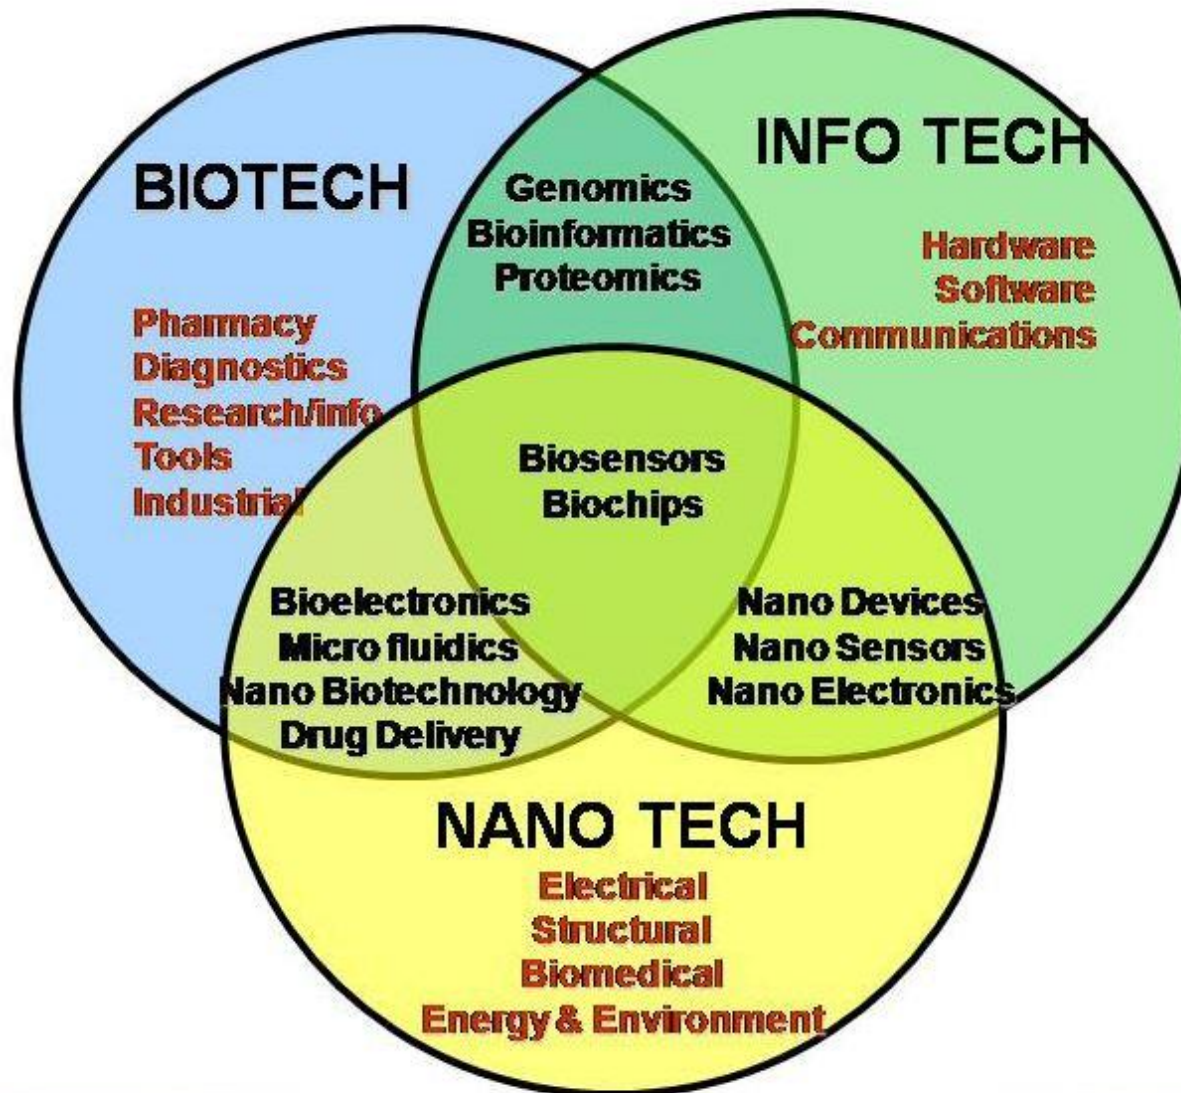 BIOTECH
Pharmacy
Diagnostics
Research/info
Tools
Industrial
Genomics
Bioinformatics
Proteomics
INFO TECH
Hardware
Software
Communications
Biosensors
Biochips
Bioelectronics
Micro fluidics
Nano Biotechnology
Drug Delivery
Nano Devices
Nano Sensors
Nano Electronics
NANO TECH
Electrical
Structural
Biomedical
Energy & Environment